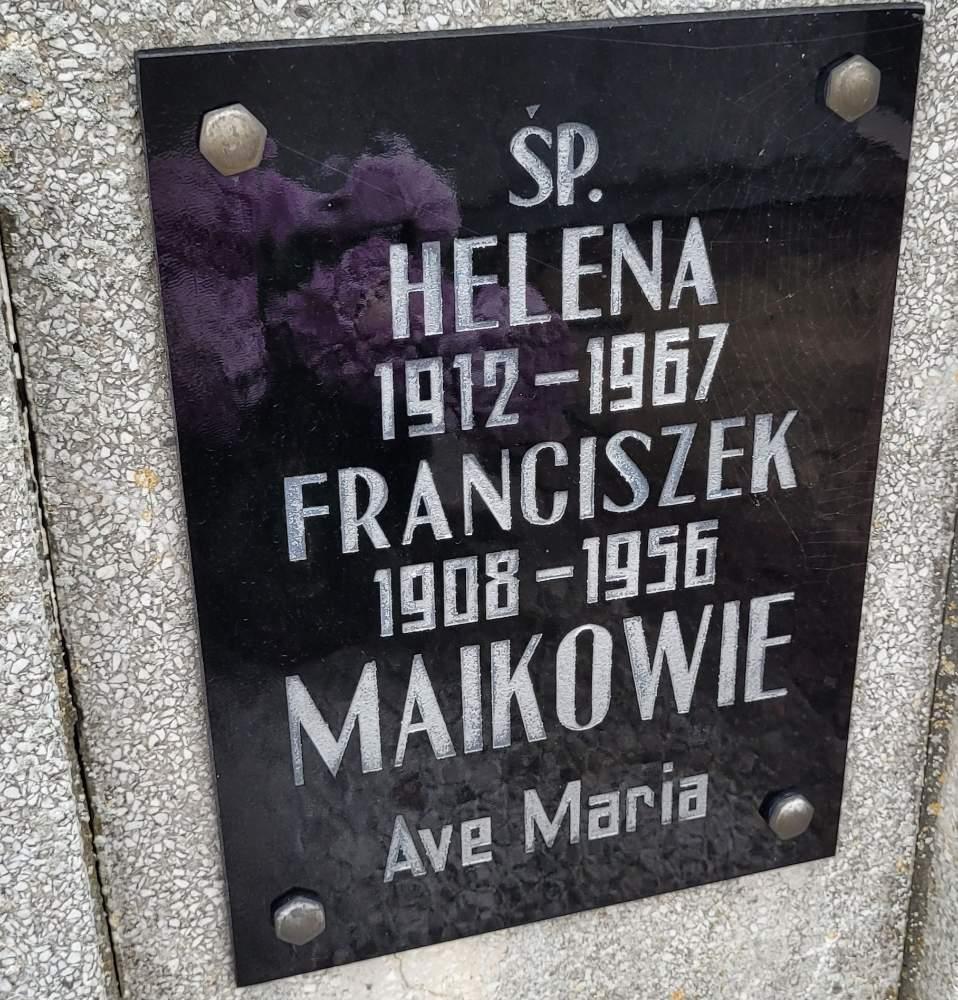 ŚP.
HELENA
1912-1967
FRANCISZEK
1908-1956
MAIKOWIE
Ave Maria